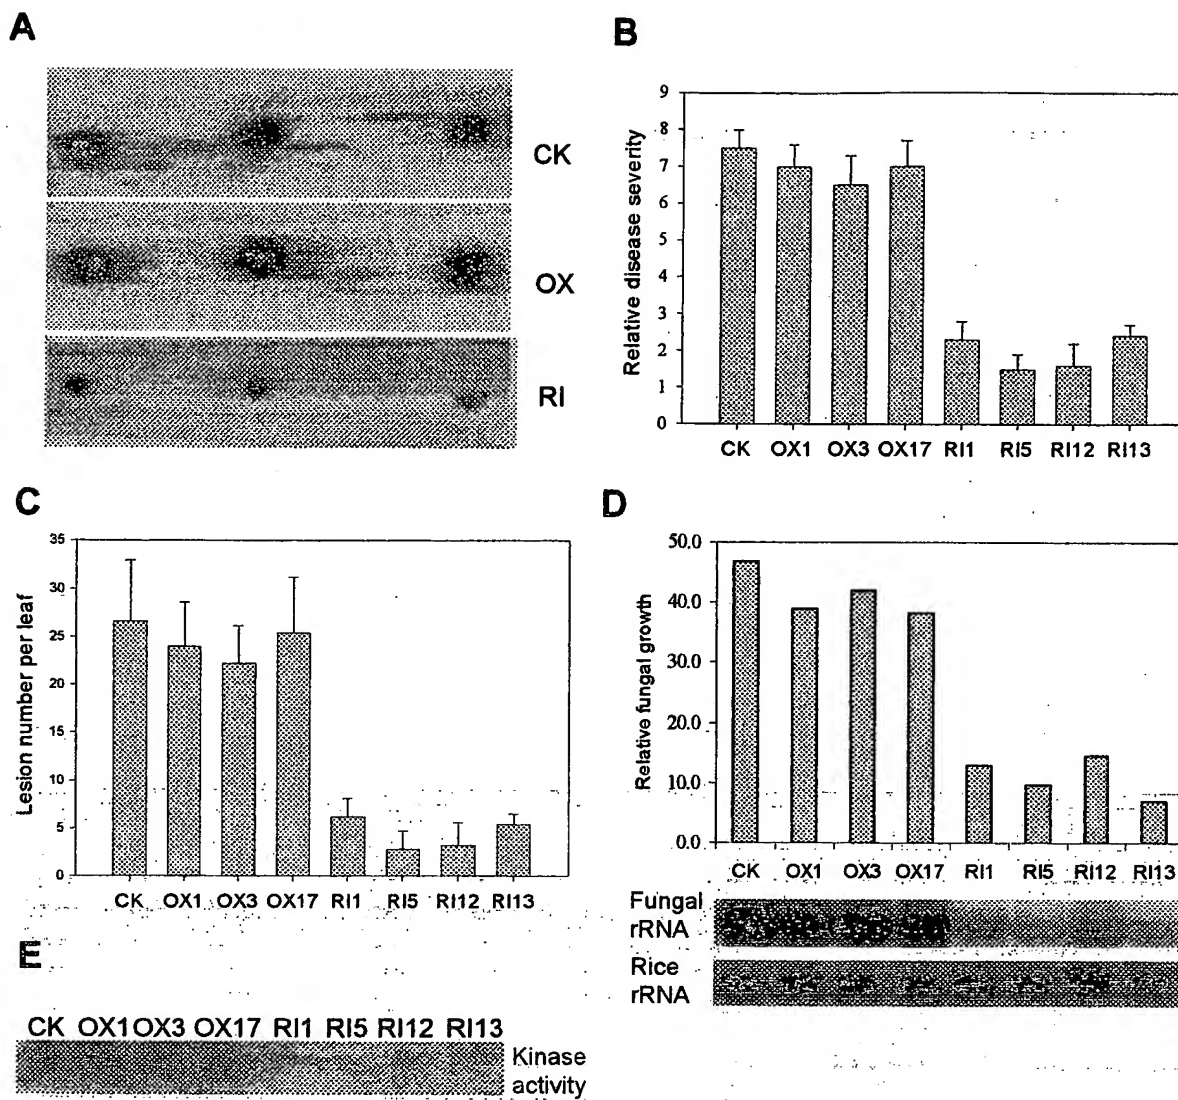 A
CK
OX
RI
B
Relative disease severity
9
8
7
6
5
4
3
2
1
0
CK OX1 OX3 OX17 RI1 RI5 RI12 RI13
C
Lesion number per leaf
35
30
25
20
15
10
5
0
CK OX1 OX3 OX17 RI1 RI5 RI12 RI13
D
Relative fungal growth
50.0
40.0
30.0
20.0
10.0
0.0
CK OX1 OX3 OX17 RI1 RI5 RI12 RI13
Fungal
rRNA
Rice
rRNA
E
CK OX1 OX3 OX17 RI1 RI5 RI12 RI13
Kinase
activity